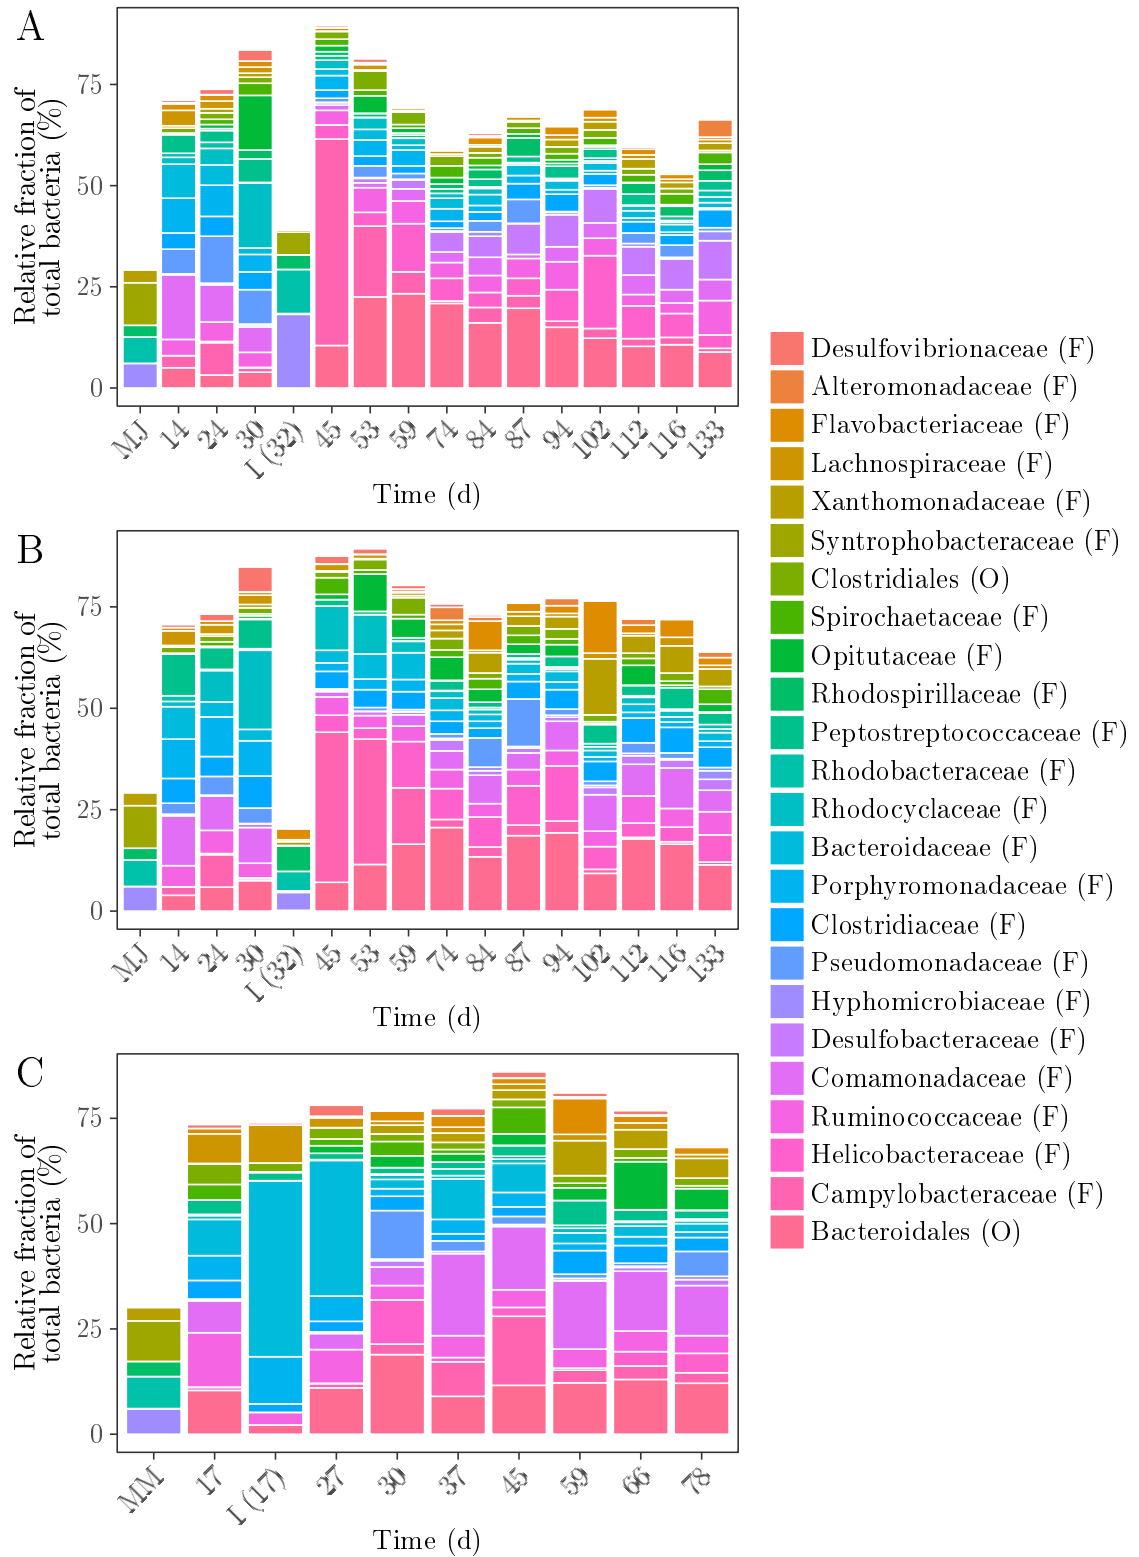 A
Relative fraction of
total bacteria (%)
75
50
25
0
MJ
14
24
30
I (32)
45
53
59
74
84
87
94
102
112
116
133
Time (d)
B
Relative fraction of
total bacteria (%)
75
50
25
0
MJ
14
24
30
I (32)
45
53
59
74
84
87
94
102
112
116
133
Time (d)
C
Relative fraction of
total bacteria (%)
75
50
25
0
MM
17
I (17)
27
30
37
45
59
66
78
Time (d)
Desulfovibrionaceae (F)
Alteromonadaceae (F)
Flavobacteriaceae (F)
Lachnospiraceae (F)
Xanthomonadaceae (F)
Syntrophobacteraceae (F)
Clostridiales (O)
Spirochaetaceae (F)
Opitutaceae (F)
Rhodospirillaceae (F)
Peptostreptococcaceae (F)
Rhodobacteraceae (F)
Rhodocyclaceae (F)
Bacteroidaceae (F)
Porphyromonadaceae (F)
Clostridiaceae (F)
Pseudomonadaceae (F)
Hyphomicrobiaceae (F)
Desulfobacteraceae (F)
Comamonadaceae (F)
Ruminococcaceae (F)
Helicobacteraceae (F)
Campylobacteraceae (F)
Bacteroidales (O)